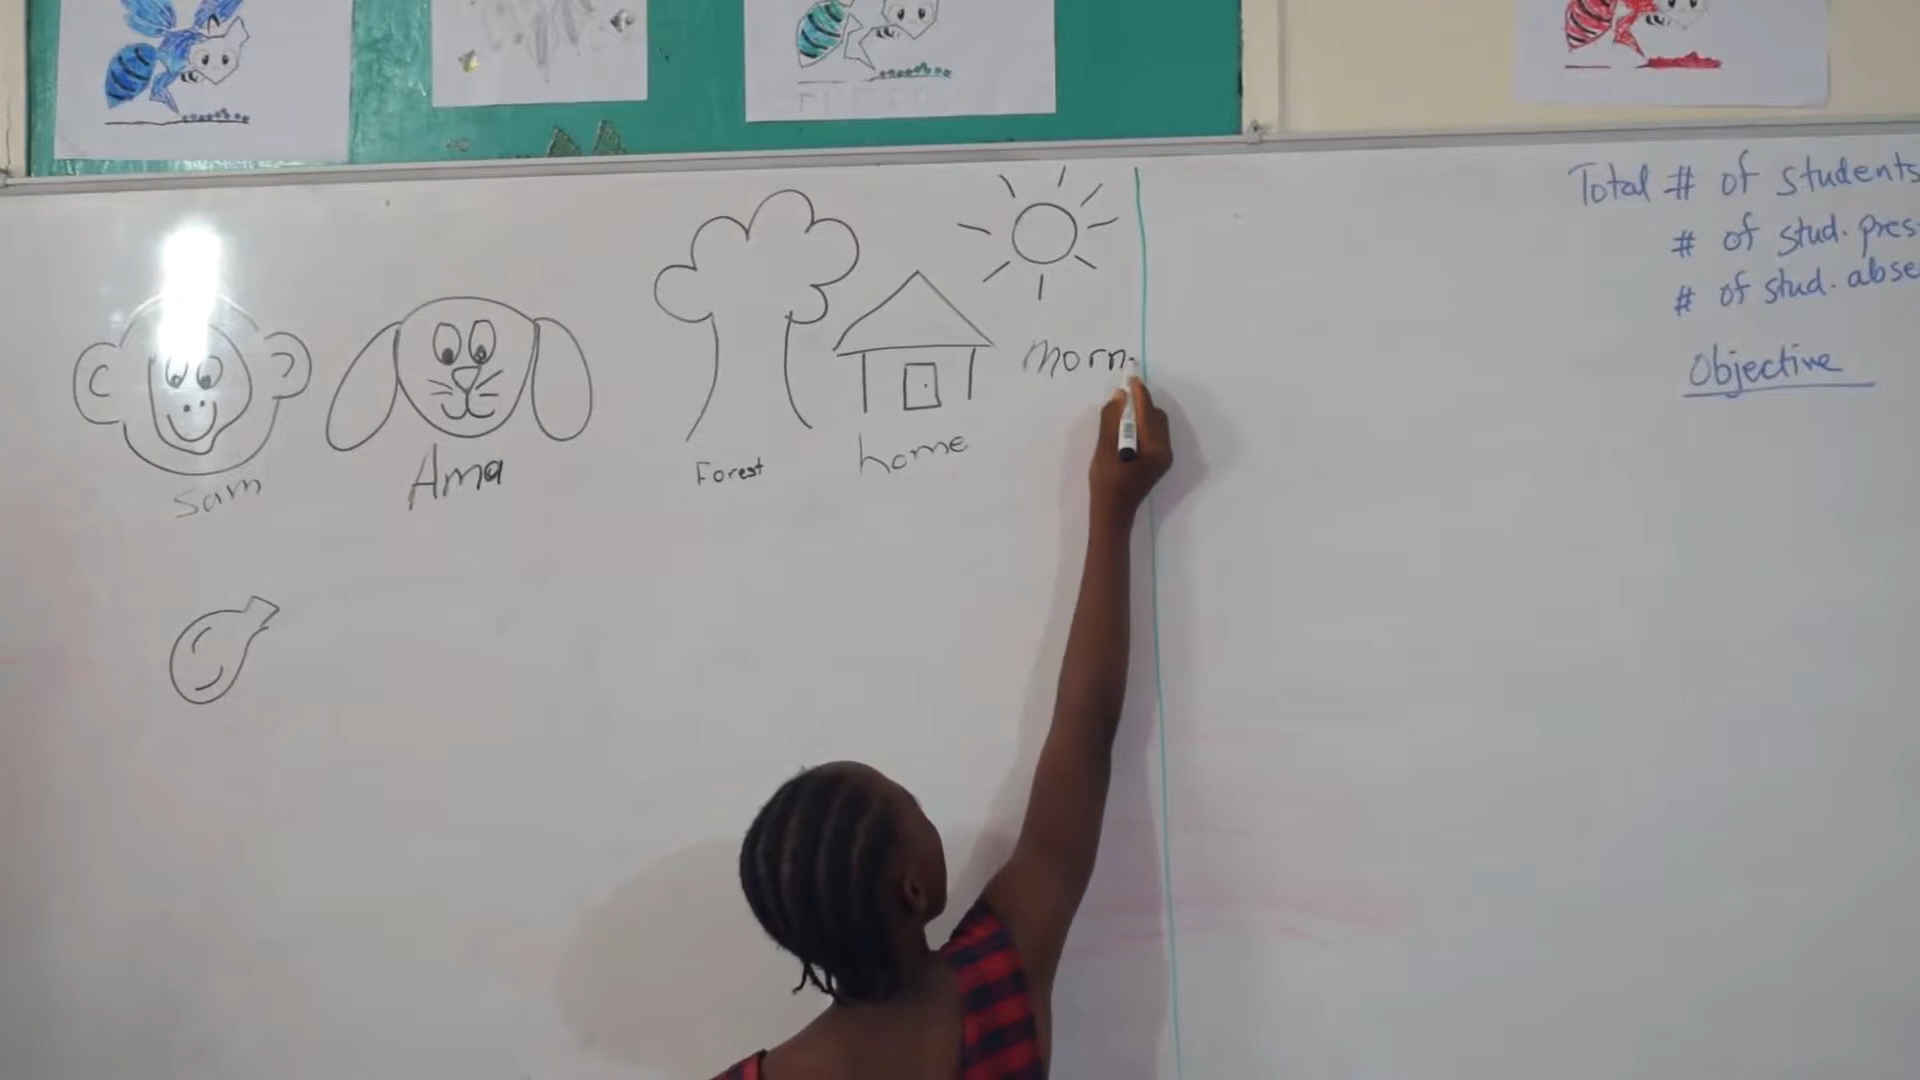 Sam
Ama
Forest
home
Morn
Total # of students
# of stud. pres
# of stud. abse
Objective